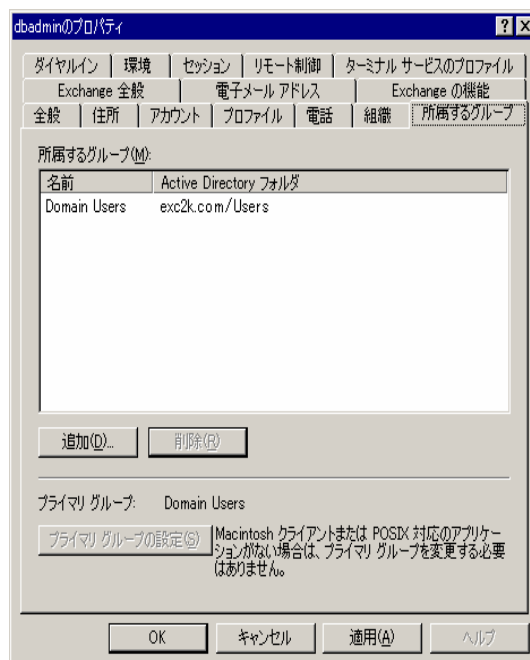 dbadminのプロパティ
ダイヤルイン 環境 セッション リモート制御 ターミナル サービスのプロファイル
Exchange 全般 電子メール アドレス Exchange の機能
全般 住所 アカウント プロファイル 電話 組織 所属するグループ
所属するグループ(M):
名前 Active Directory フォルダ
Domain Users exc2k.com/Users
追加(D)... 削除(R)
プライマリ グループ: Domain Users
プライマリ グループの設定(S) Macintosh クライアントまたは POSIX 対応のアプリケー
ションがない場合は、プライマリ グループを変更する必要
はありません。
OK キャンセル 適用(A) ヘルプ